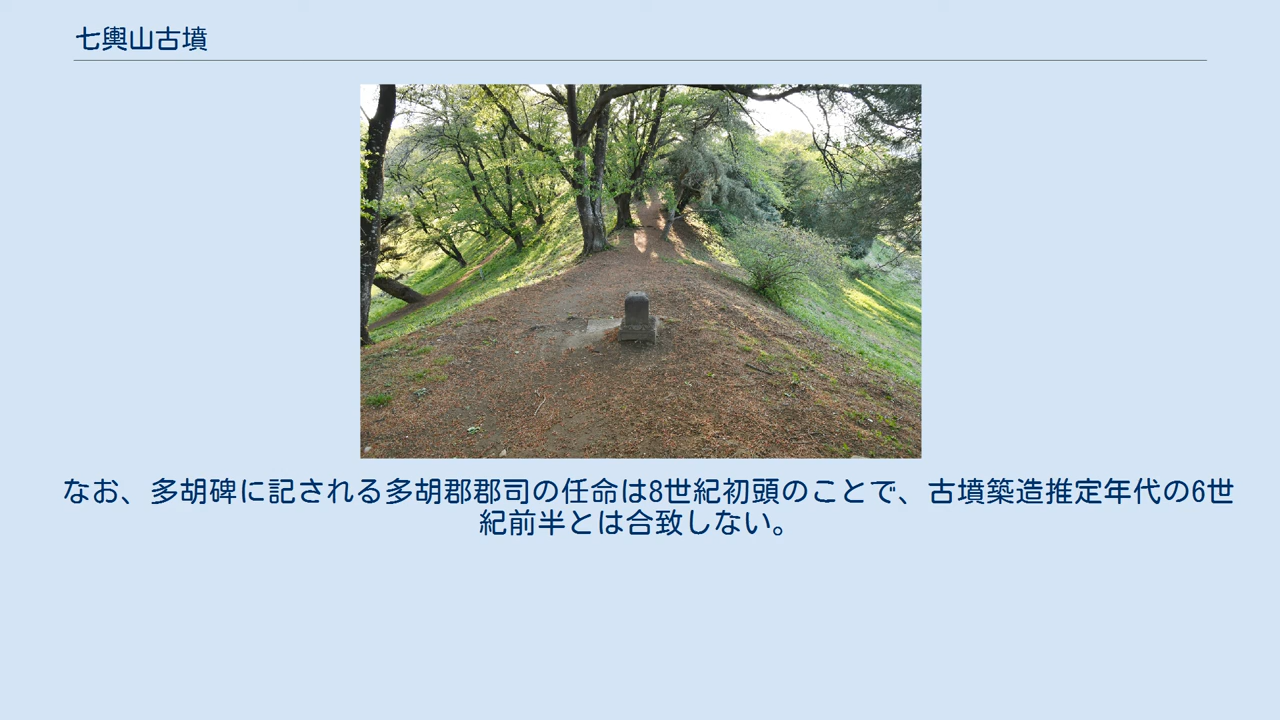 七輿山古墳
なお、多胡碑に記される多胡郡郡司の任命は8世紀初頭のことで、古墳築造推定年代の6世
紀前半とは合致しない。